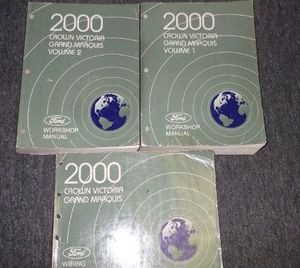 2000
CROWN VICTORIA
GRAND MARQUIS
VOLUME 2
Ford
WORKSHOP
MANUAL
2000
CROWN VICTORIA
GRAND MARQUIS
VOLUME 1
Ford
WORKSHOP
MANUAL
2000
CROWN VICTORIA
GRAND MARQUIS
Ford
WIRING